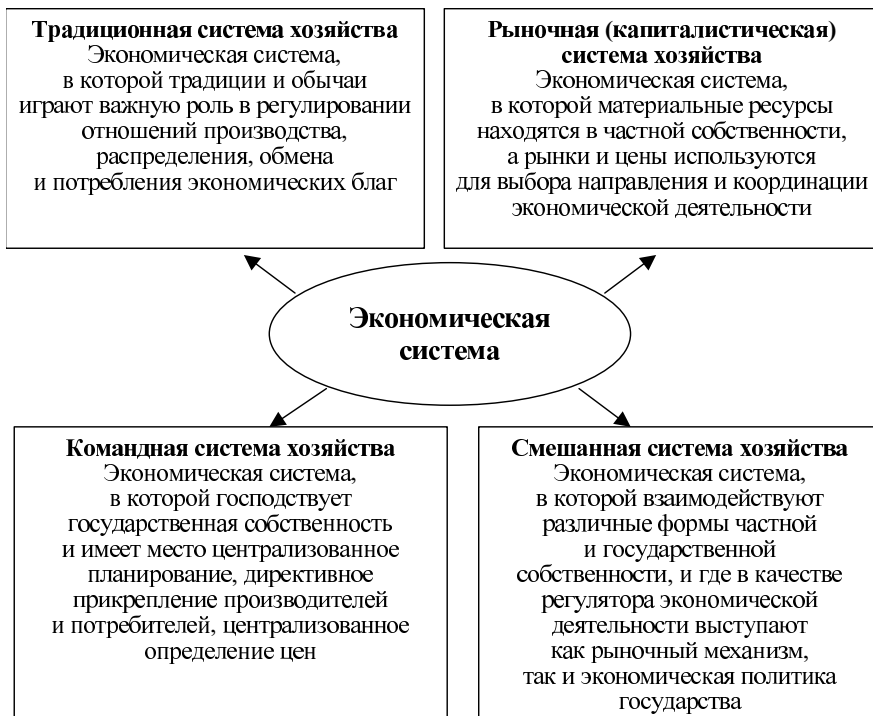 Традиционная система хозяйства
Экономическая система,
в которой традиции и обычаи
играют важную роль в регулировании
отношений производства,
распределения, обмена
и потребления экономических благ
Рыночная (капиталистическая)
система хозяйства
Экономическая система,
в которой материальные ресурсы
находятся в частной собственности,
а рынки и цены используются
для выбора направления и координации
экономической деятельности
Экономическая
система
Командная система хозяйства
Экономическая система,
в которой господствует
государственная собственность
и имеет место централизованное
планирование, директивное
прикрепление производителей
и потребителей, централизованное
определение цен
Смешанная система хозяйства
Экономическая система,
в которой взаимодействуют
различные формы частной
и государственной
собственности, и где в качестве
регулятора экономической
деятельности выступают
как рыночный механизм,
так и экономическая политика
государства